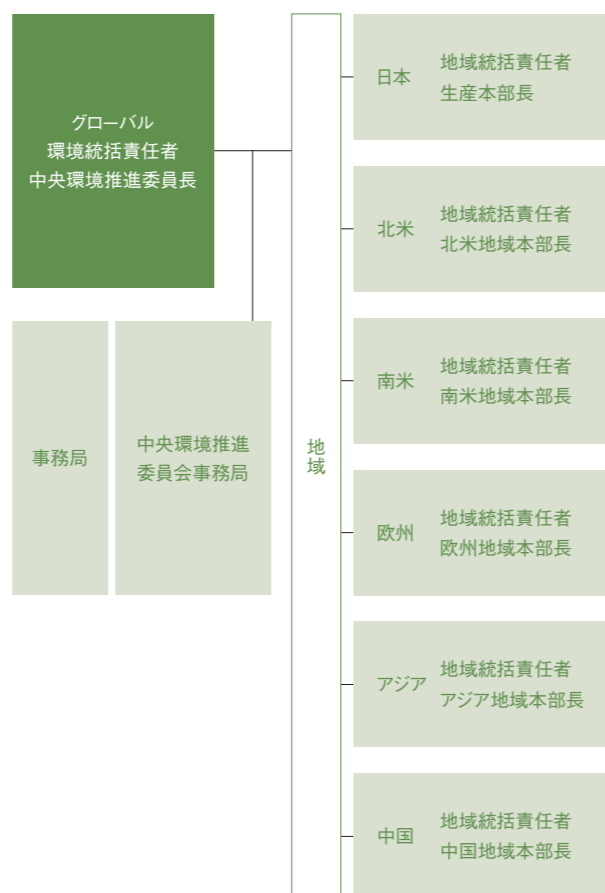 グローバル
環境統括責任者
中央環境推進委員長
事務局
中央環境推進
委員会事務局
地域
日本
地域統括責任者
生産本部長
北米
地域統括責任者
北米地域本部長
南米
地域統括責任者
南米地域本部長
欧州
地域統括責任者
欧州地域本部長
アジア
地域統括責任者
アジア地域本部長
中国
地域統括責任者
中国地域本部長